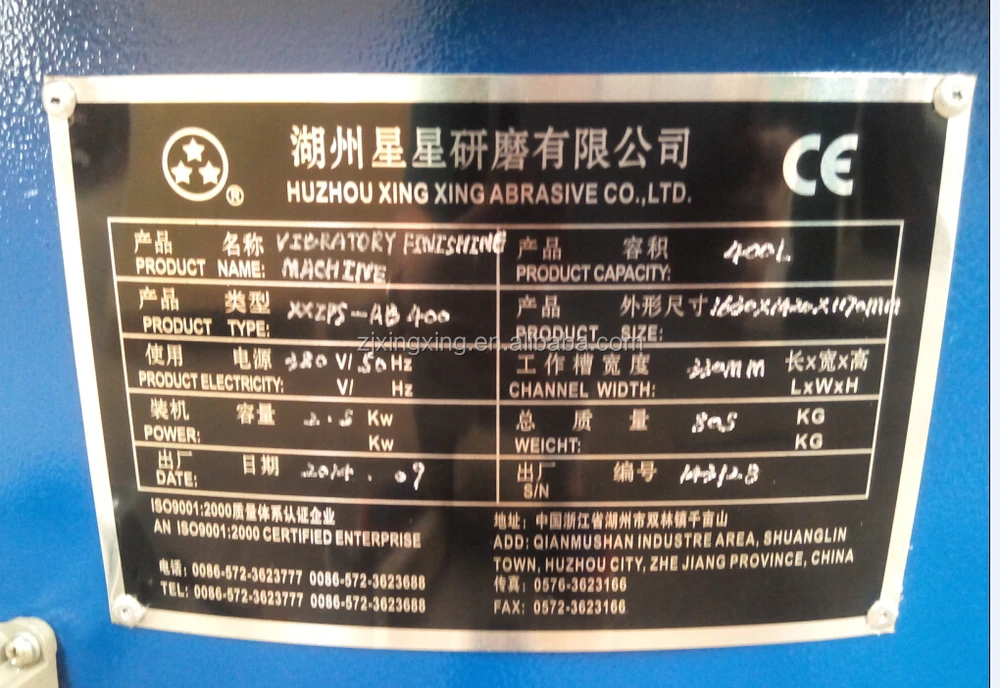 湖州星星研磨有限公司
CE
HUZHOU XING XING ABRASIVE CO.,LTD.
®
产品 名称 VIBRATORY FINISHING
PRODUCT NAME: MACHINE
产品 容积 400L
PRODUCT CAPACITY:
产品 类型 XXZPS-AB400
PRODUCT TYPE:
产品 外形尺寸
PRODUCT SIZE:
使用 电源 380 V/ 50 Hz
PRODUCT ELECTRICITY: V/ Hz
工作槽宽度 330MM 长x宽x高
CHANNEL WIDTH: LxWxH
装机 容量 Kw
POWER: Kw
总 质 量 805 KG
WEICHT: KG
出厂 日期 2014.09
DATE:
出厂 编号
S/N
ISO9001:2000质量体系认证企业
AN ISO9001:2000 CERTIFIED ENTERPRISE
电话: 0086-572-3623777 0086-572-3623688
TEL: 0086-572-3623777 0086-572-3623688
地址: 中国浙江省湖州市双林镇千亩山
ADD: QIANMUSHAN INDUSTRE AREA, SHUANGLIN
TOWN, HUZHOU CITY, ZHE JIANG PROVINCE, CHINA
传真: 0576-3623166
FAX: 0572-3623166
zjxingxing.en.alibaba.com